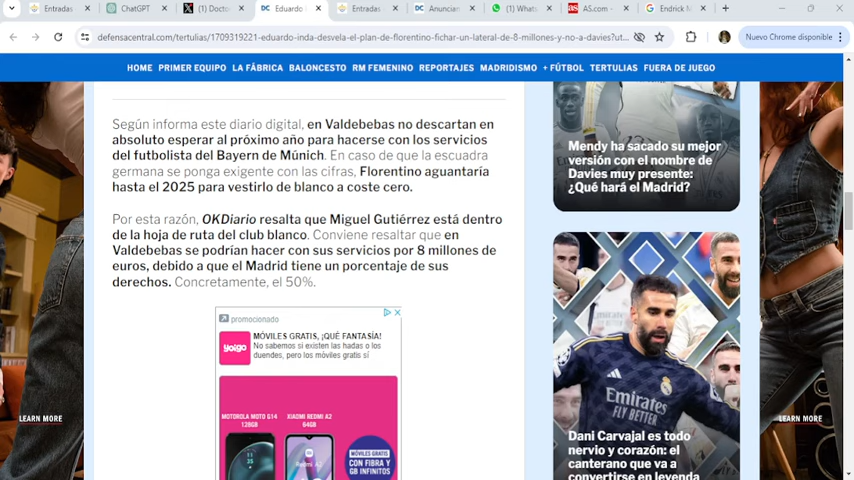 Entradas
ChatGPT
(1) Docto
Eduardo I
Entradas
Anuncian
(1) Whats
AS.com -
Endrick M
defensacentral.com/tertulias/1709319221-eduardo-inda-desvela-el-plan-de-florentino-fichar-un-lateral-de-8-millones-y-no-a-davies?ut...
Nuevo Chrome disponible
HOME PRIMER EQUIPO LA FÁBRICA BALONCESTO RM FEMENINO REPORTAJES MADRIDISMO + FÚTBOL TERTULIAS FUERA DE JUEGO
Según informa este diario digital, en Valdebebas no descartan en
absoluto esperar al próximo año para hacerse con los servicios
del futbolista del Bayern de Múnich. En caso de que la escuadra
germana se ponga exigente con las cifras, Florentino aguantaría
hasta el 2025 para vestirlo de blanco a coste cero.
Por esta razón, OKDiario resalta que Miguel Gutiérrez está dentro
de la hoja de ruta del club blanco. Conviene resaltar que en
Valdebebas se podrían hacer con sus servicios por 8 millones de
euros, debido a que el Madrid tiene un porcentaje de sus
derechos. Concretamente, el 50%.
promocionado
yoigo
MÓVILES GRATIS, ¡QUE FANTASÍA!
No sabemos si existen las hadas o los
duendes, pero los móviles gratis sí
MOTOROLA MOTO G14
128GB
XIAOMI REDMI A2
64GB
MÓVILES GRATIS
CON FIBRA Y
GB INFINITOS
Mendy ha sacado su mejor
versión con el nombre de
Davies muy presente:
¿Qué hará el Madrid?
Emirates
FLY BETTER
Dani Carvajal es todo
nervio y corazón: el
canterano que va a
convertirse en leyenda
LEARN MORE
LEARN MORE